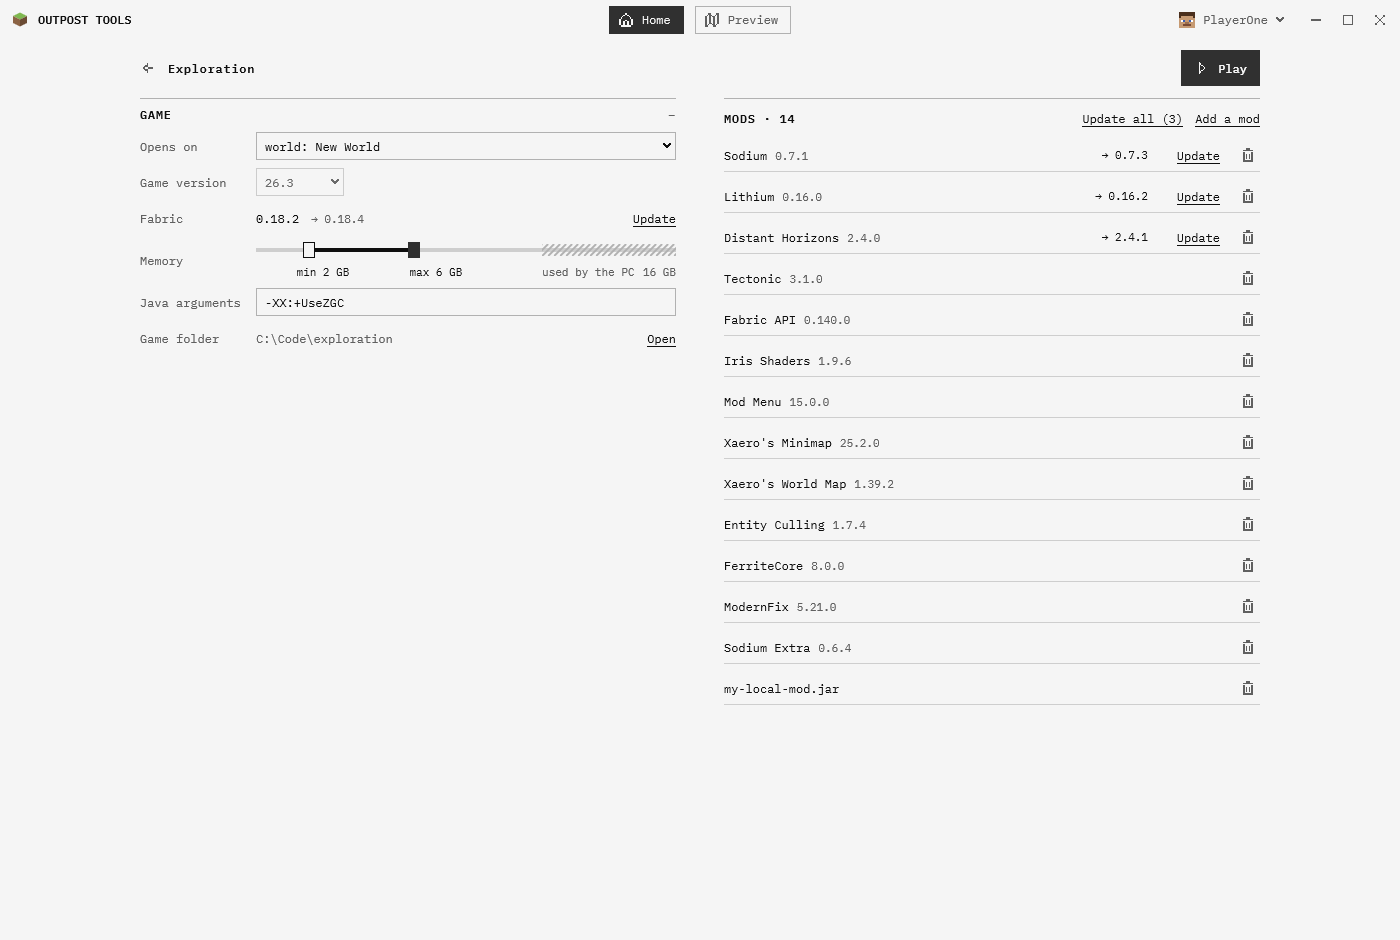 OUTPOST TOOLS
Home
Preview
PlayerOne
Exploration
Play
GAME
Opens on
world: New World
Game version
26.3
Fabric
0.18.2 → 0.18.4
Update
Memory
min 2 GB
max 6 GB
used by the PC 16 GB
Java arguments
-XX:+UseZGC
Game folder
C:\Code\exploration
Open
MODS · 14
Update all (3)
Add a mod
Sodium 0.7.1 → 0.7.3 Update
Lithium 0.16.0 → 0.16.2 Update
Distant Horizons 2.4.0 → 2.4.1 Update
Tectonic 3.1.0
Fabric API 0.140.0
Iris Shaders 1.9.6
Mod Menu 15.0.0
Xaero's Minimap 25.2.0
Xaero's World Map 1.39.2
Entity Culling 1.7.4
FerriteCore 8.0.0
ModernFix 5.21.0
Sodium Extra 0.6.4
my-local-mod.jar